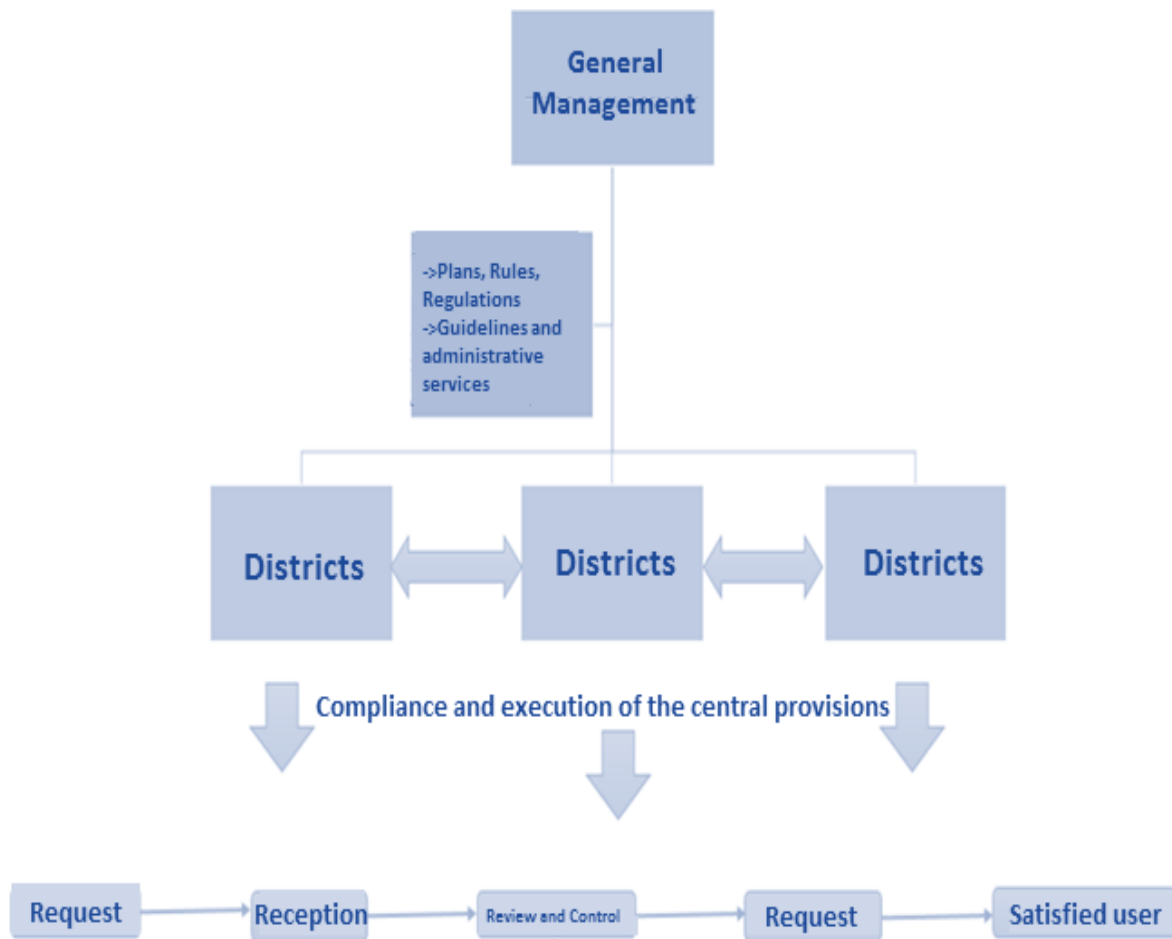 General
Management
->Plans, Rules,
Regulations
->Guidelines and
administrative
services
Districts
Districts
Districts
Compliance and execution of the central provisions
Request
Reception
Review and Control
Request
Satisfied user